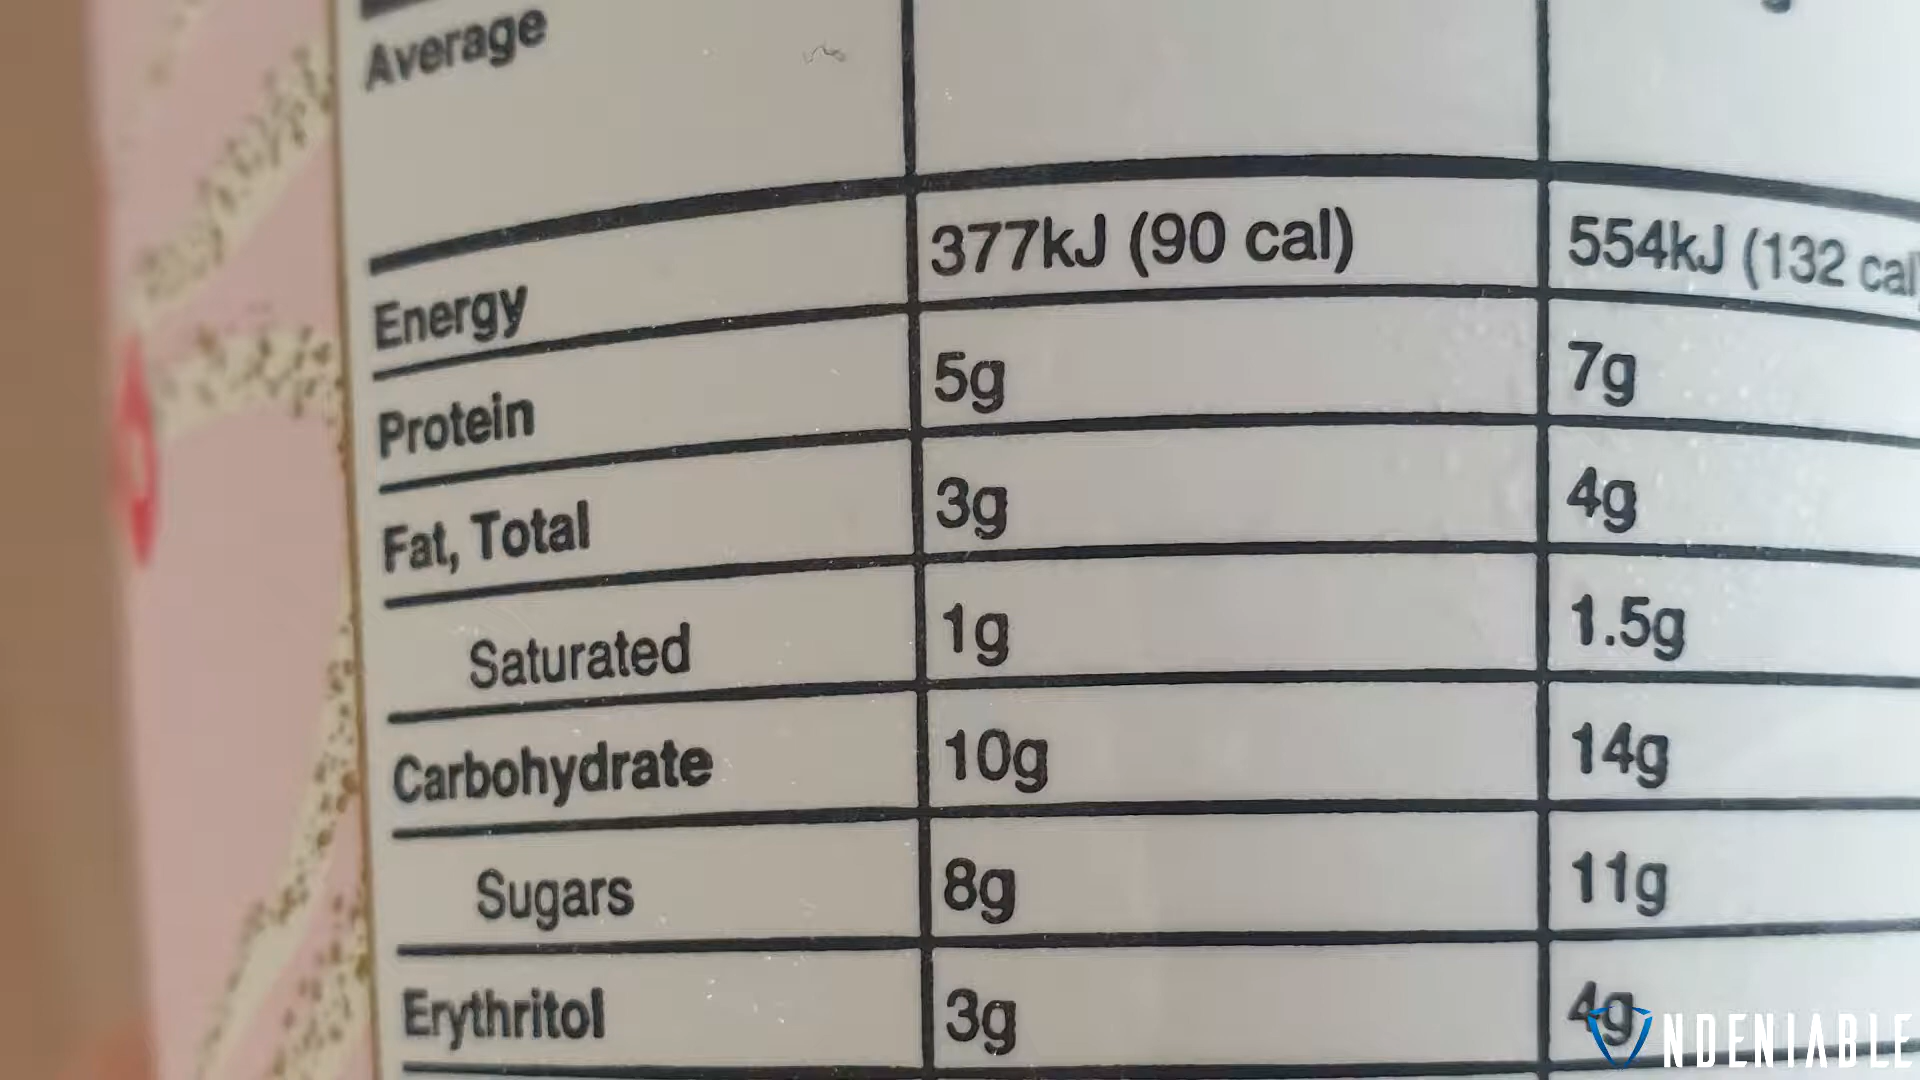 Average
Energy 377kJ (90 cal) 554kJ (132 cal)
Protein 5g 7g
Fat, Total 3g 4g
Saturated 1g 1.5g
Carbohydrate 10g 14g
Sugars 8g 11g
Erythritol 3g 4g
NDENIABLE